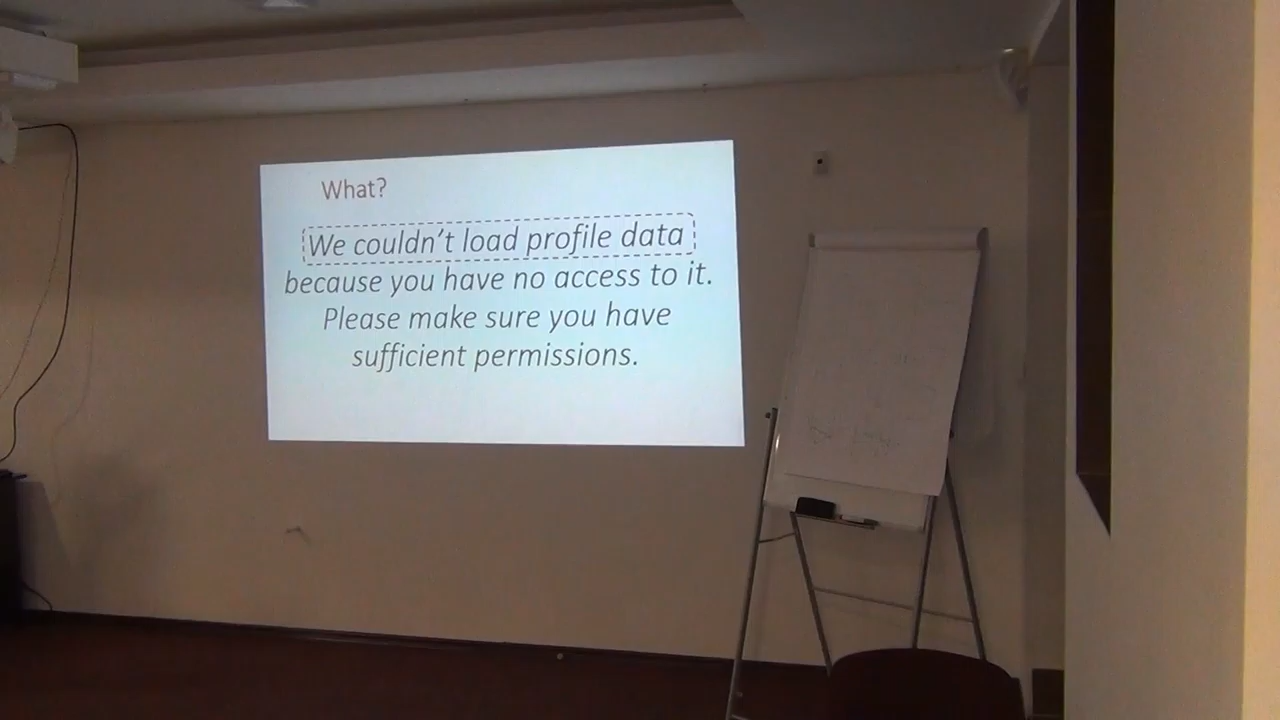 What?
We couldn't load profile data
because you have no access to it.
Please make sure you have
sufficient permissions.